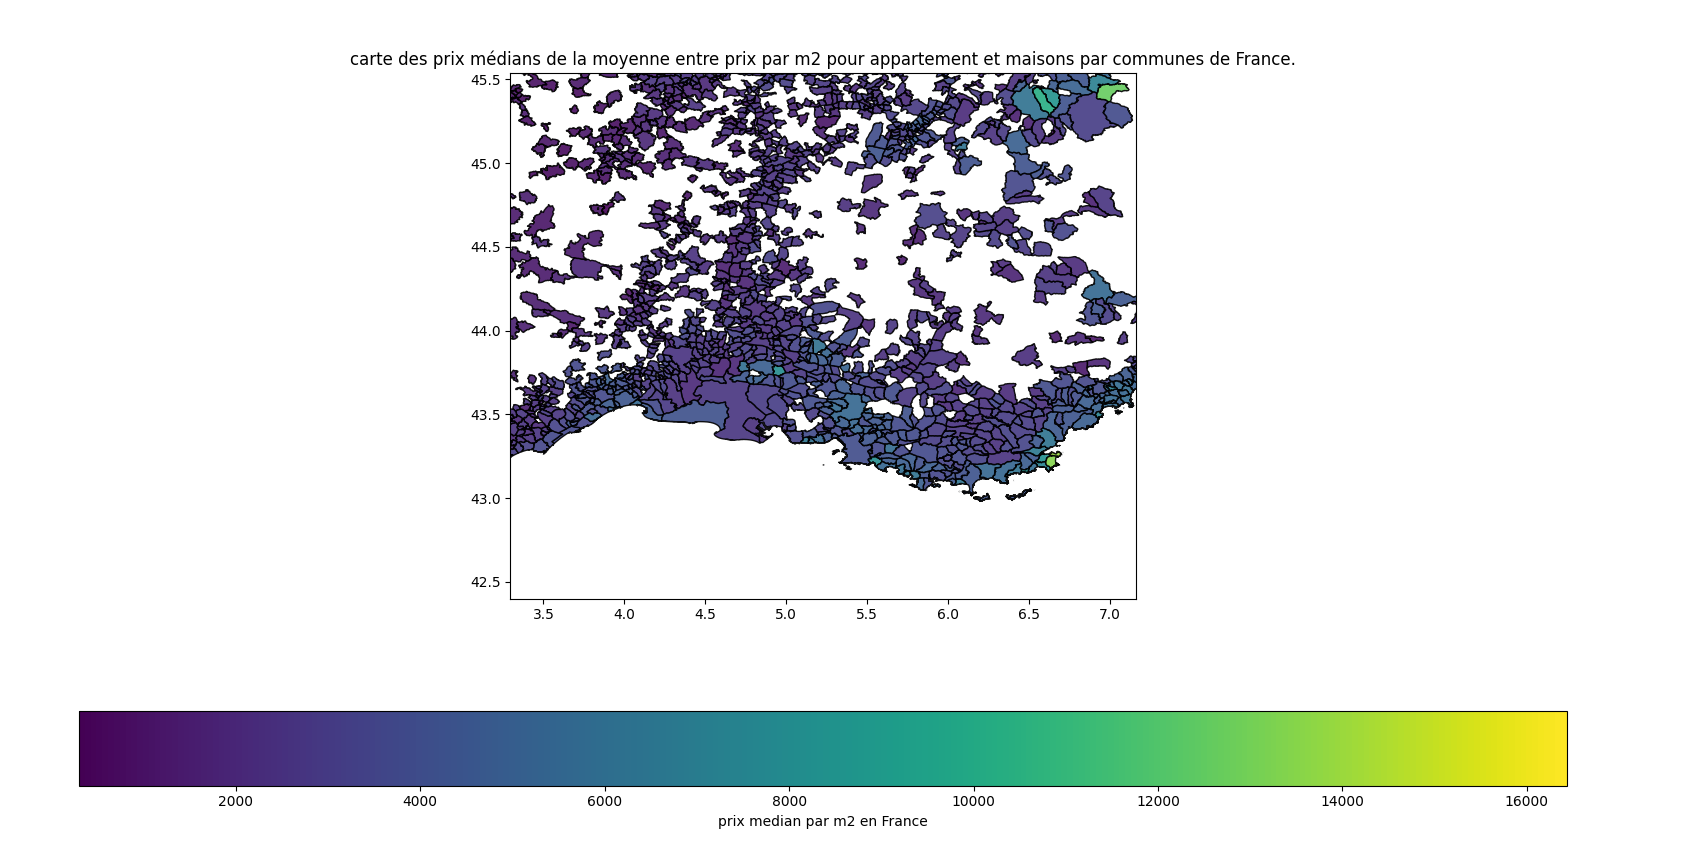 carte des prix médians de la moyenne entre prix par m2 pour appartement et maisons par communes de France.
45.5
45.0
44.5
44.0
43.5
43.0
42.5
3.5 4.0 4.5 5.0 5.5 6.0 6.5 7.0
2000 4000 6000 8000 10000 12000 14000 16000
prix median par m2 en France